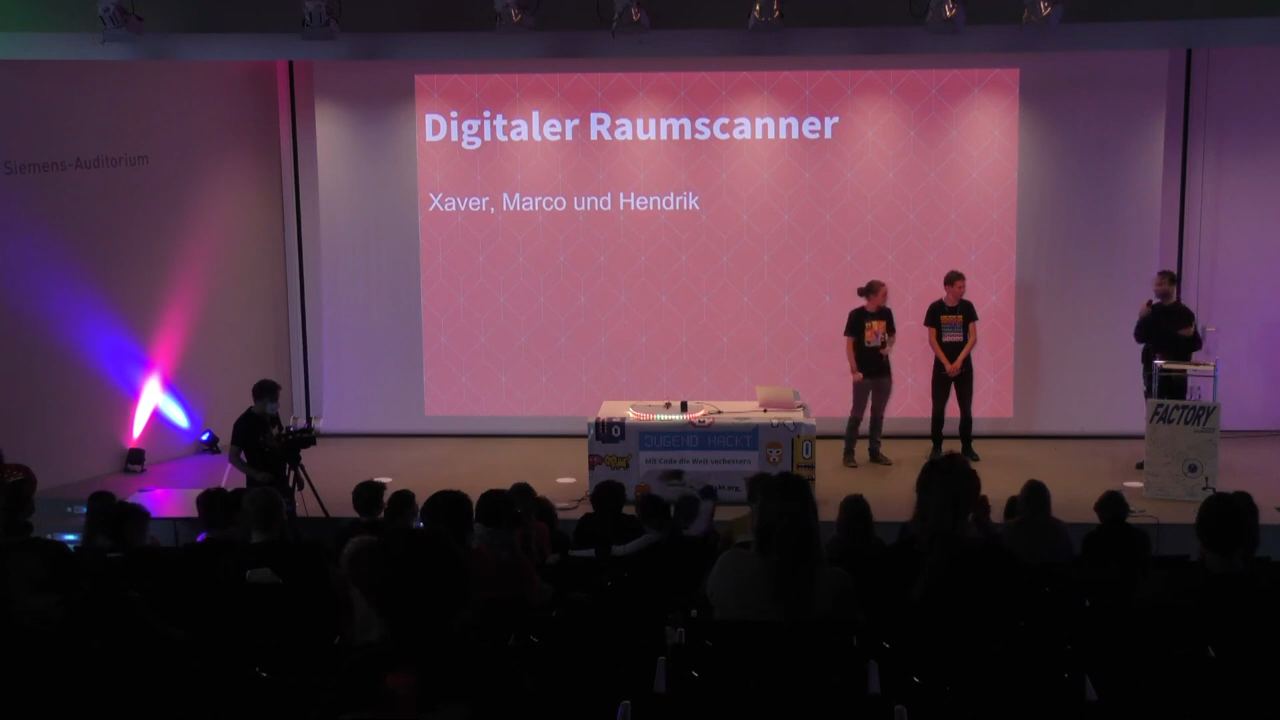 Digitaler Raumscanner
Xaver, Marco und Hendrik
Siemens-Auditorium
JUGEND HACKT
Mit Code die Welt verbessern
FACTORY